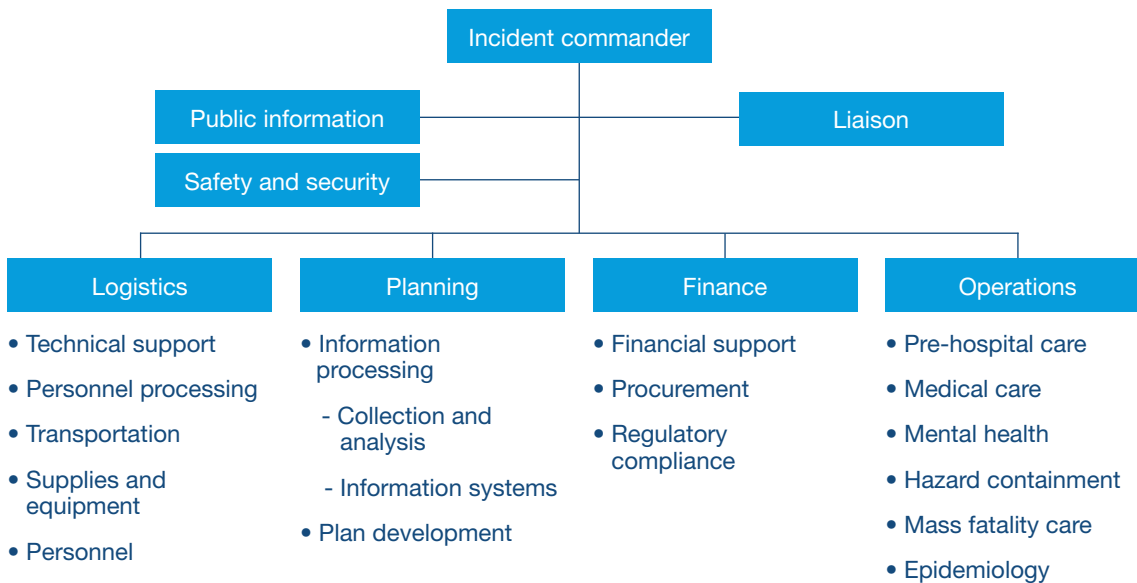 Incident commander
Public information
Liaison
Safety and security
Logistics
• Technical support
• Personnel processing
• Transportation
• Supplies and
equipment
• Personnel
Planning
• Information
processing
- Collection and
analysis
- Information systems
• Plan development
Finance
• Financial support
• Procurement
• Regulatory
compliance
Operations
• Pre-hospital care
• Medical care
• Mental health
• Hazard containment
• Mass fatality care
• Epidemiology